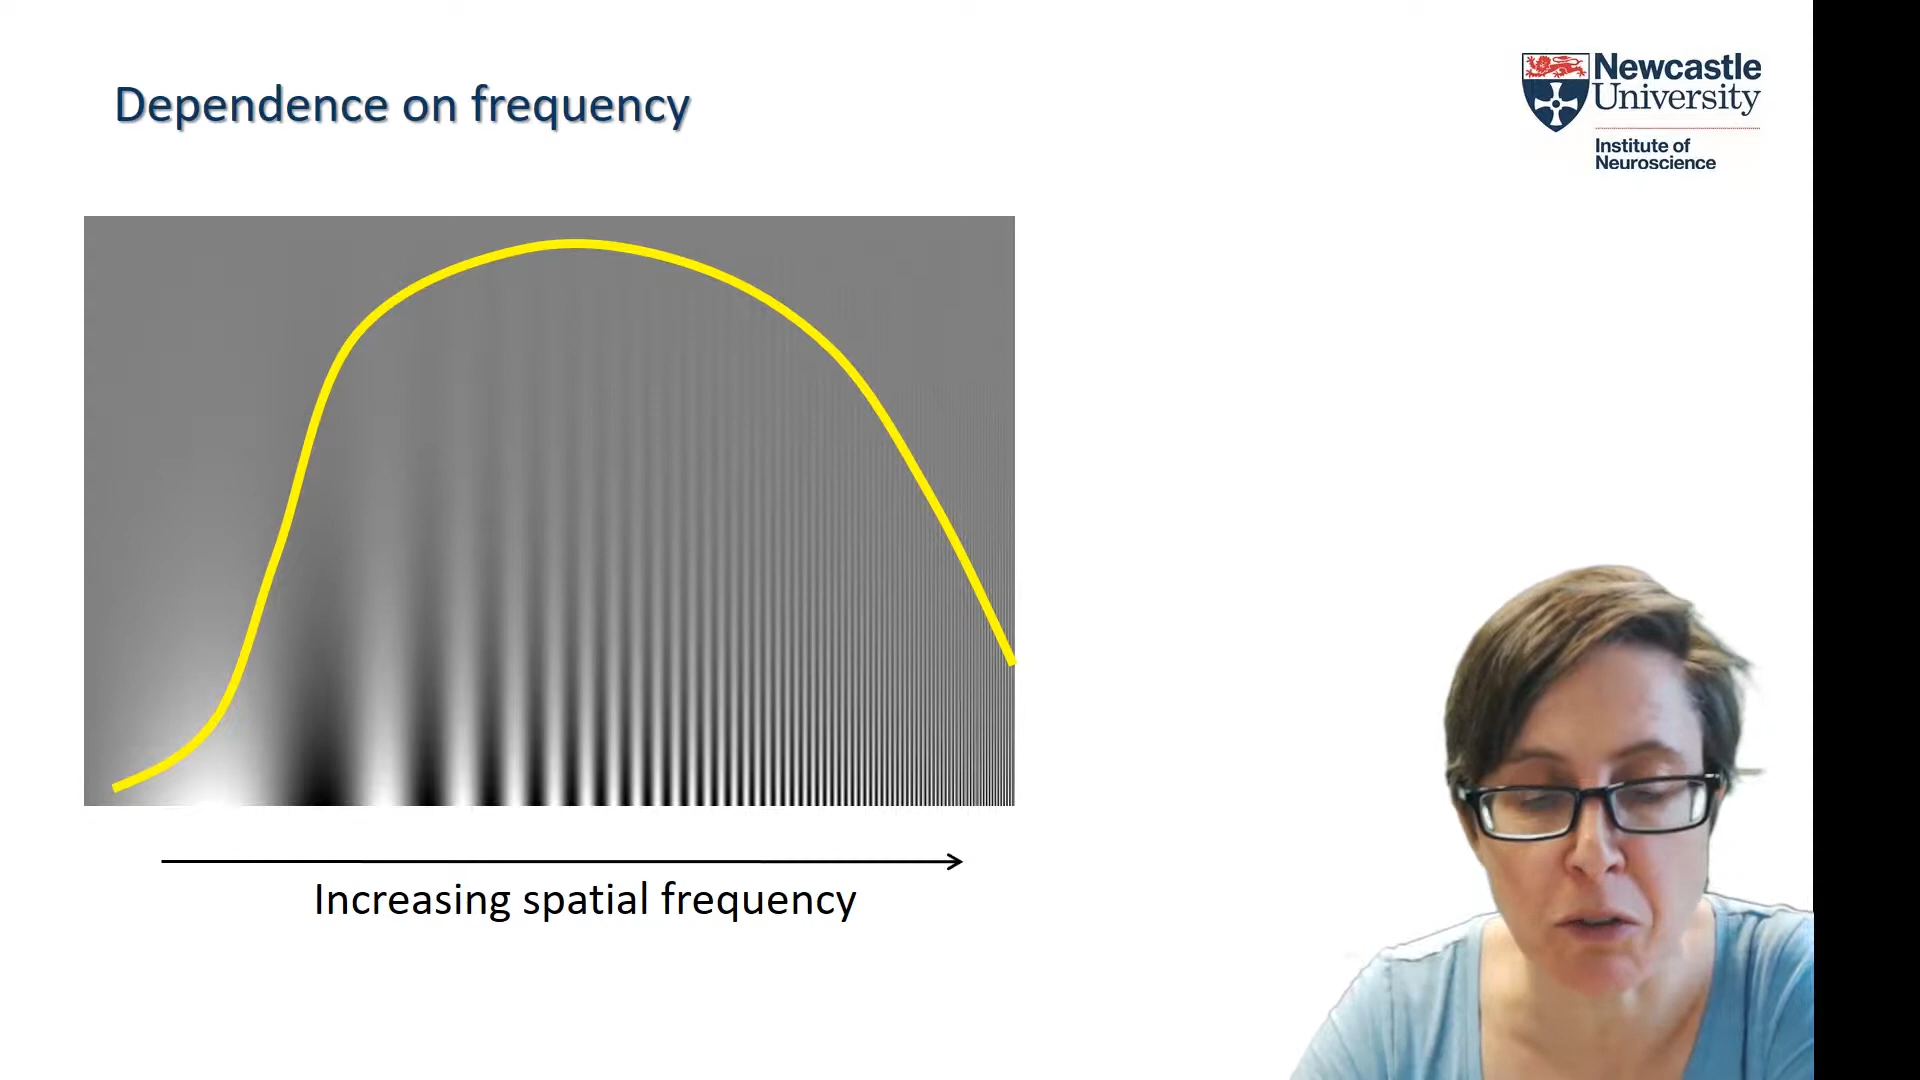 Dependence on frequency
Newcastle
University
Institute of
Neuroscience
Increasing spatial frequency